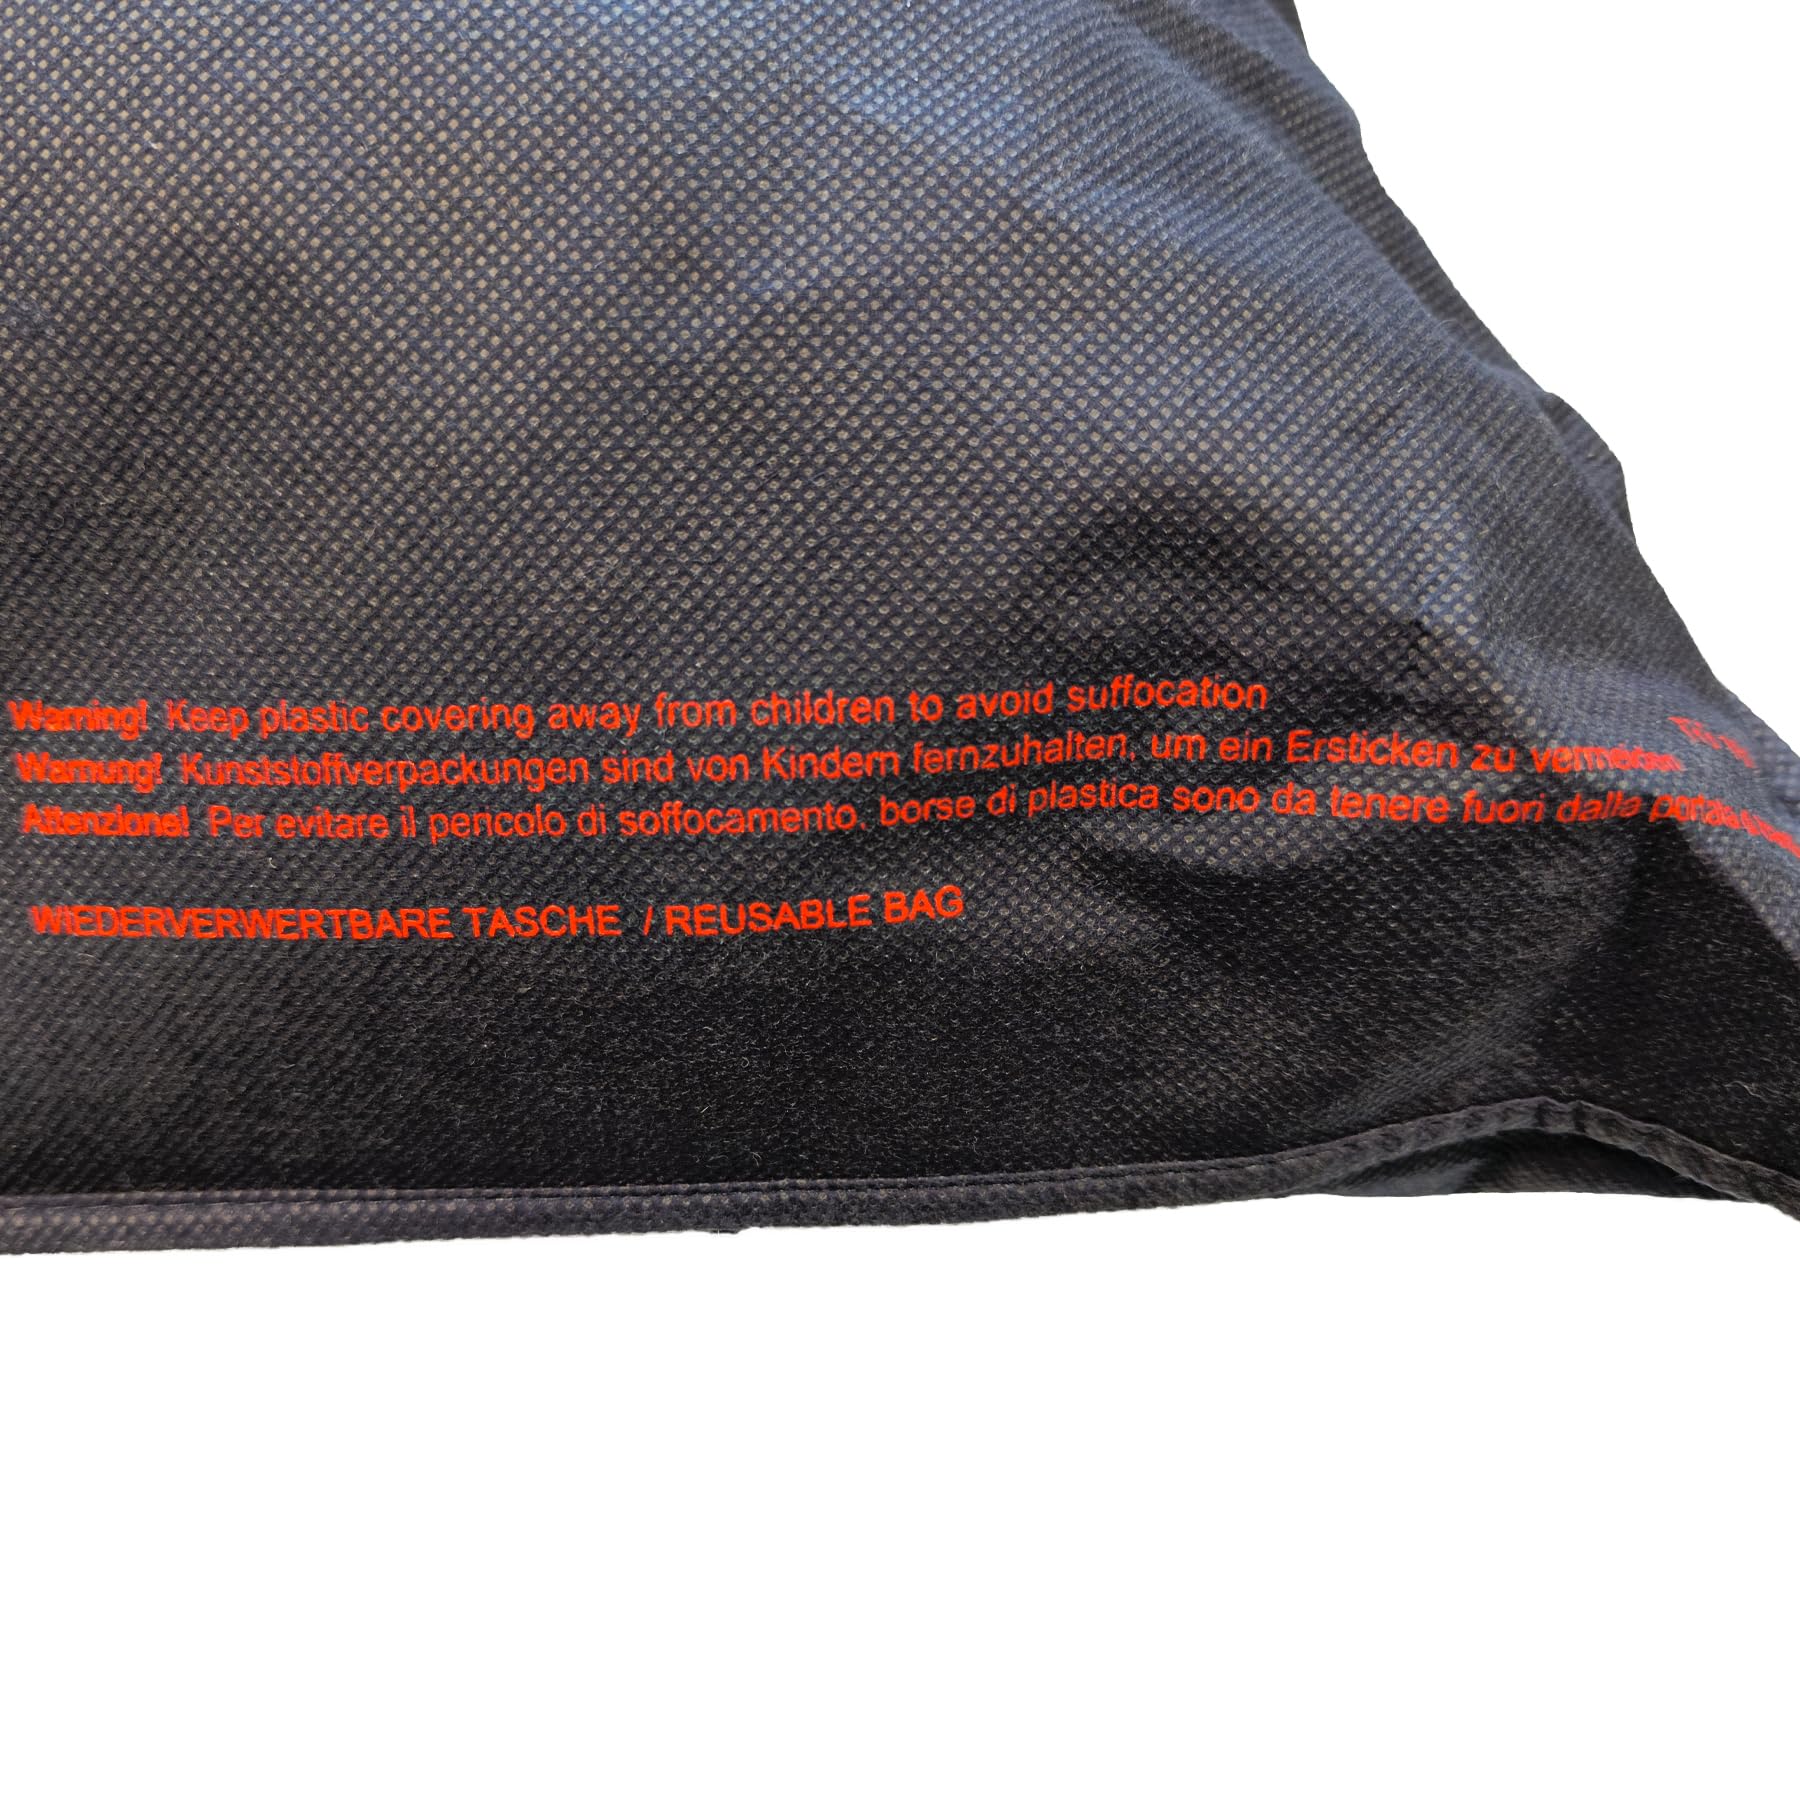 Warning! Keep plastic covering away from children to avoid suffocation
Warnung! Kunststoffverpackungen sind von Kindern fernzuhalten, um ein Ersticken zu vermeiden
Attenzione! Per evitare il pericolo di soffocamento, borse di plastica sono da tenere fuori dalla portata
WIEDERVERWERTBARE TASCHE / REUSABLE BAG